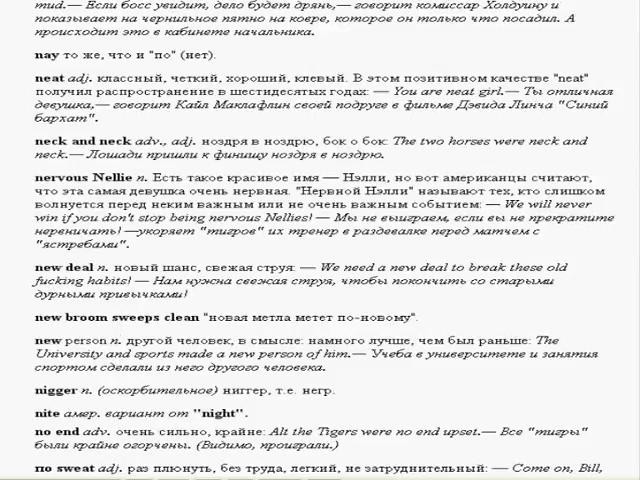 mud.— Если босс увидит, дело будет дрянь,— говорит комиссар Холдуину и
показывает на чернильное пятно на ковре, которое он только что посадил. А
происходит это в кабинете начальника.
nay то же, что и "no" (нет).
neat adj. классный, четкий, хороший, клевый. В этом позитивном качестве "neat"
получил распространение в шестидесятых годах: — You are neat girl.— Ты отличная
девушка,— говорит Кайл Маклафлин своей подруге в фильме Дэвида Линча "Синий
бархат".
neck and neck adv., adj. ноздря в ноздрю, бок о бок: The two horses were neck and
neck.— Лошади пришли к финишу ноздря в ноздрю.
nervous Nellie n. Есть такое красивое имя — Нэлли, но вот американцы считают,
что эта самая девушка очень нервная. "Нервной Нэлли" называют тех, кто слишком
волнуется перед неким важным или не очень важным событием: — We will never
win if you don't stop being nervous Nellies! — Мы не выиграем, если вы не прекратите
нервничать! —укоряет "тигров" их тренер в раздевалке перед матчем с
"ястребами".
new deal n. новый шанс, свежая струя: — We need a new deal to break these old
fucking habits! — Нам нужна свежая струя, чтобы покончить со старыми
дурными привычками!
new broom sweeps clean "новая метла метет по-новому".
new person n. другой человек, в смысле: намного лучше, чем был раньше: The
University and sports made a new person of him.— Учеба в университете и занятия
спортом сделали из него другого человека.
nigger n. (оскорбительное) ниггер, т.е. негр.
nite амер. вариант от "night".
no end adv. очень сильно, крайне: Alt the Tigers were no end upset.— Все "тигры"
были крайне огорчены. (Видимо, проиграли.)
no sweat adj. раз плюнуть, без труда, легкий, не затруднительный: — Come on, Bill,